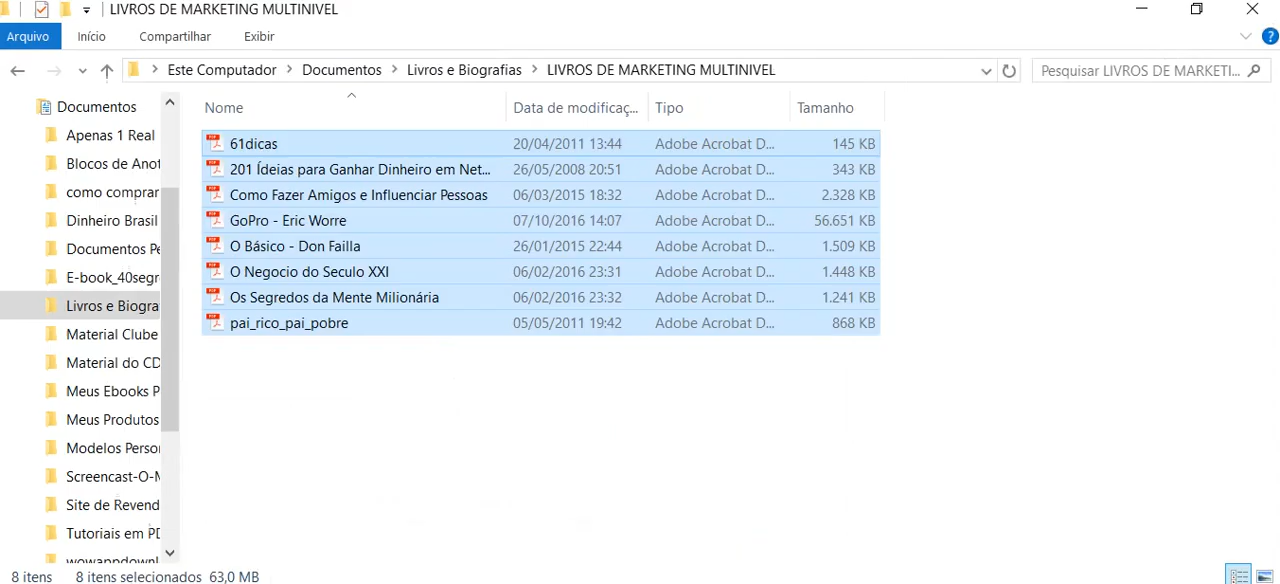 LIVROS DE MARKETING MULTINIVEL
Arquivo Início Compartilhar Exibir
Este Computador Documentos Livros e Biografias LIVROS DE MARKETING MULTINIVEL Pesquisar LIVROS DE MARKETI...
Documentos
Apenas 1 Real
Blocos de Anot
como comprar
Dinheiro Brasil
Documentos Pe
E-book_40segr
Livros e Biogra
Material Clube
Material do CD
Meus Ebooks P
Meus Produtos
Modelos Persor
Screencast-O-M
Site de Revend
Tutoriais em PD
wowappdownl
Nome Data de modificaç... Tipo Tamanho
61dicas 20/04/2011 13:44 Adobe Acrobat D... 145 KB
201 Ídeias para Ganhar Dinheiro em Net... 26/05/2008 20:51 Adobe Acrobat D... 343 KB
Como Fazer Amigos e Influenciar Pessoas 06/03/2015 18:32 Adobe Acrobat D... 2.328 KB
GoPro - Eric Worre 07/10/2016 14:07 Adobe Acrobat D... 56.651 KB
O Básico - Don Failla 26/01/2015 22:44 Adobe Acrobat D... 1.509 KB
O Negocio do Seculo XXI 06/02/2016 23:31 Adobe Acrobat D... 1.448 KB
Os Segredos da Mente Milionária 06/02/2016 23:32 Adobe Acrobat D... 1.241 KB
pai_rico_pai_pobre 05/05/2011 19:42 Adobe Acrobat D... 868 KB
8 itens 8 itens selecionados 63,0 MB